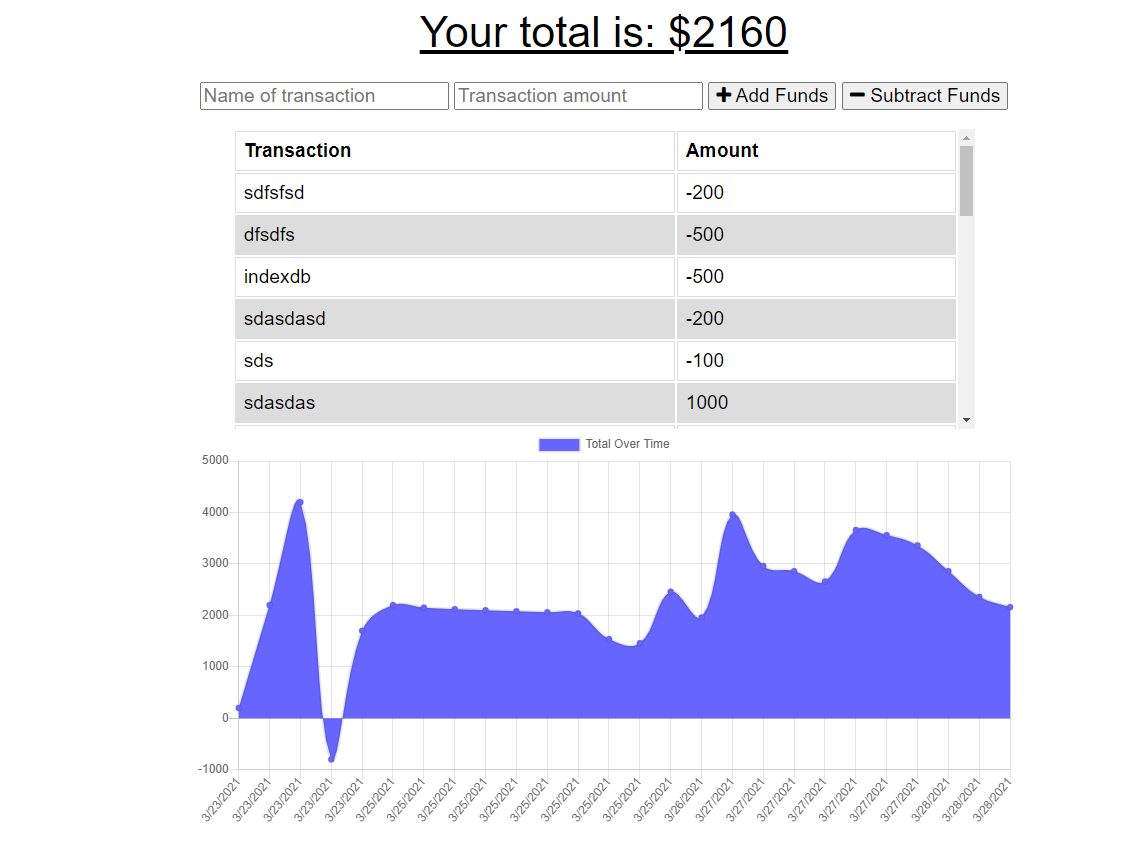 Your total is: $2160
Name of transaction Transaction amount Add Funds Subtract Funds
Transaction Amount
sdfsfsd -200
dfsdfs -500
indexdb -500
sdasdasd -200
sds -100
sdasdas 1000
Total Over Time
5000
4000
3000
2000
1000
0
-1000
3/23/2021 3/23/2021 3/23/2021 3/23/2021 3/23/2021 3/25/2021 3/25/2021 3/25/2021 3/25/2021 3/25/2021 3/25/2021 3/25/2021 3/25/2021 3/25/2021 3/25/2021 3/26/2021 3/27/2021 3/27/2021 3/27/2021 3/27/2021 3/27/2021 3/27/2021 3/27/2021 3/28/2021 3/28/2021 3/28/2021